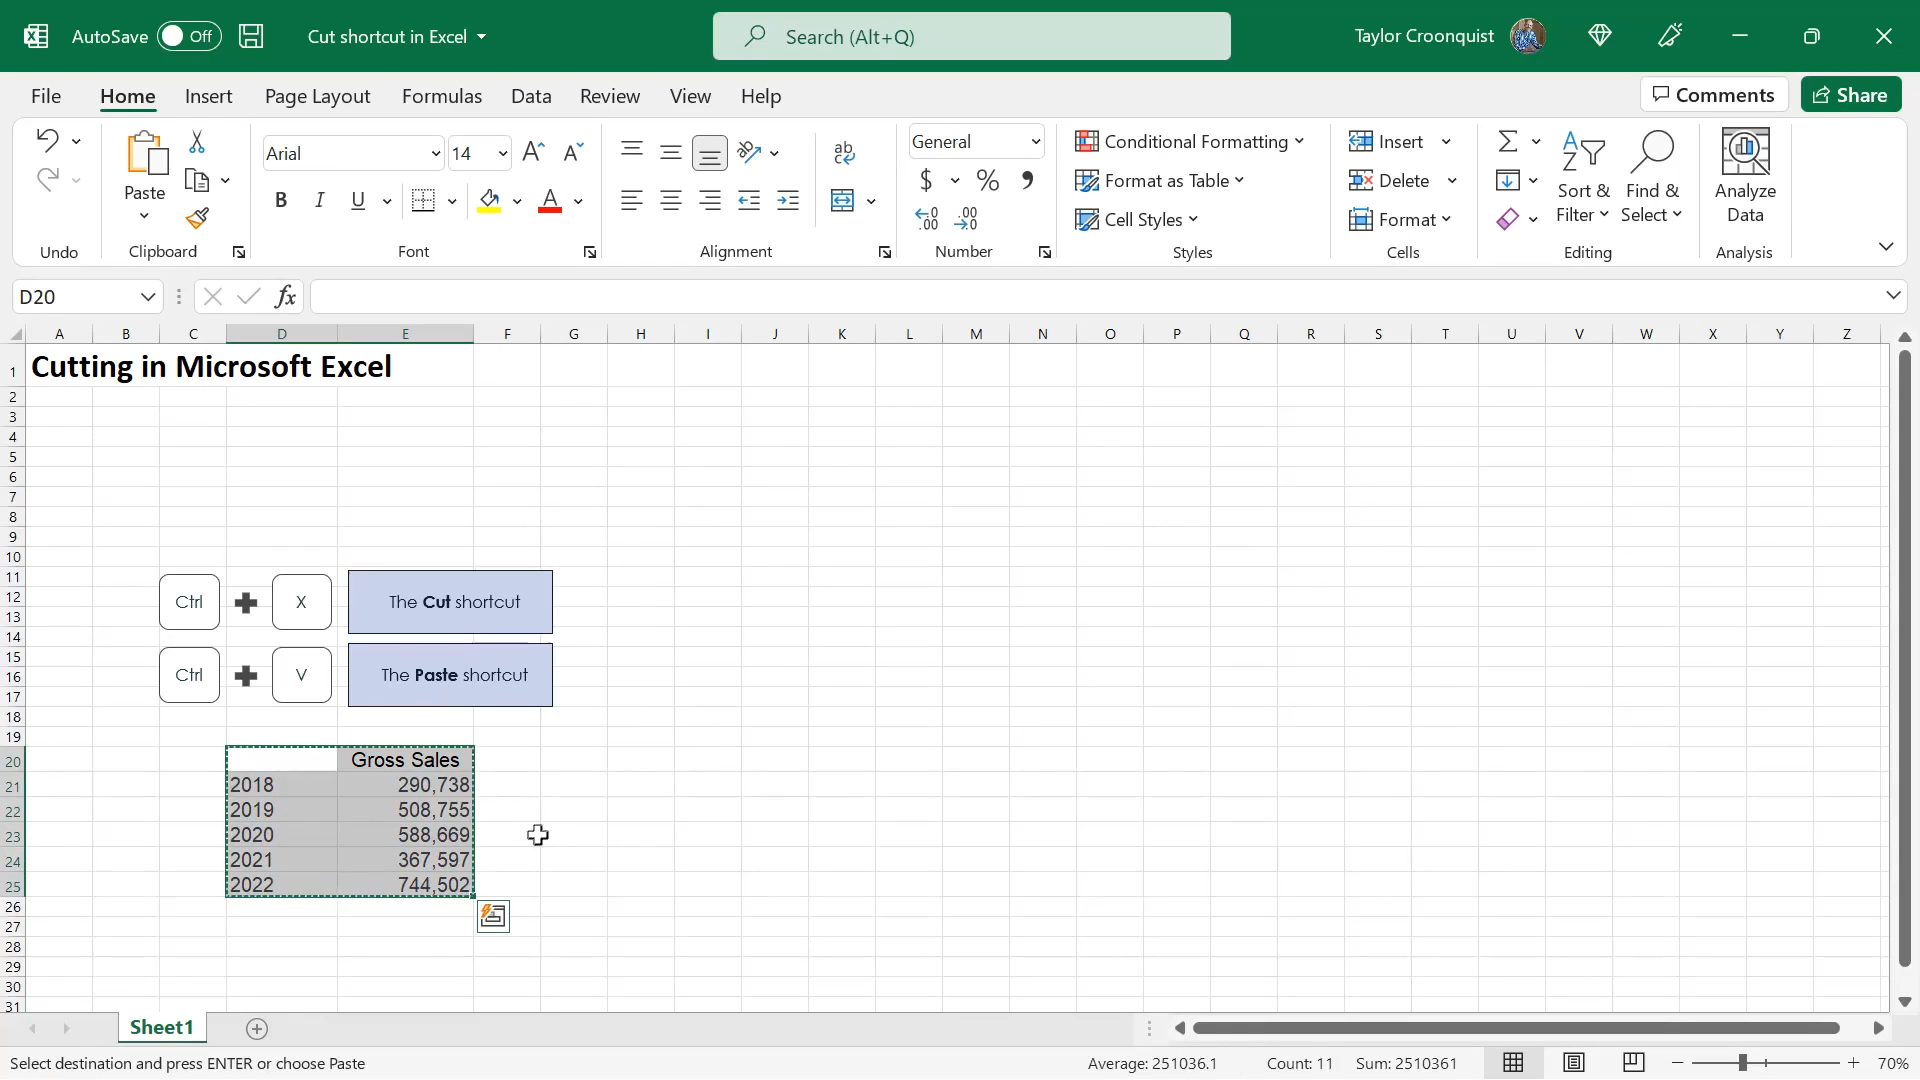 AutoSave Off Cut shortcut in Excel Search (Alt+Q) Taylor Croonquist
File Home Insert Page Layout Formulas Data Review View Help Comments Share
Paste
Undo
Clipboard
Arial 14
B I U
Font
ab
Alignment
General
$ % ,
.00 .0
Number
Conditional Formatting
Format as Table
Cell Styles
Styles
Insert
Delete
Format
Cells
Sort &
Filter
Find &
Select
Editing
Analyze
Data
Analysis
D20 fx
A B C D E F G H I J K L M N O P Q R S T U V W X Y Z
1 Cutting in Microsoft Excel
2
3
4
5
6
7
8
9
10
11
12 Ctrl X The Cut shortcut
13
14
15
16 Ctrl V The Paste shortcut
17
18
19
20 Gross Sales
21 2018 290,738
22 2019 508,755
23 2020 588,669
24 2021 367,597
25 2022 744,502
26
27
28
29
30
31
Sheet1
Select destination and press ENTER or choose Paste Average: 251036.1 Count: 11 Sum: 2510361 70%